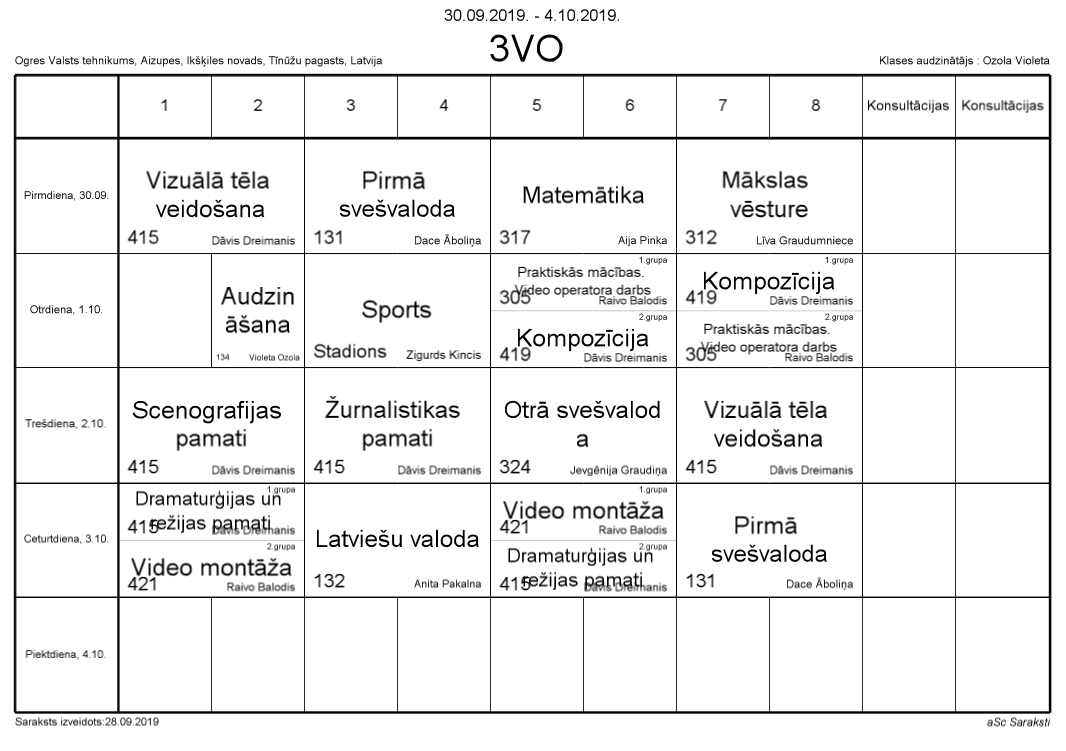 30.09.2019. - 4.10.2019.
3VO
Ogres Valsts tehnikums, Aizupes, Ikšķiles novads, Tīnūžu pagasts, Latvija
Klases audzinātājs : Ozola Violeta
1 2 3 4 5 6 7 8 Konsultācijas Konsultācijas
Pirmdiena, 30.09.
Vizuālā tēla
veidošana
415 Dāvis Dreimanis
Pirmā
svešvaloda
131 Dace Āboliņa
Matemātika
317 Aija Pinka
Mākslas
vēsture
312 Līva Graudumniece
Otrdiena, 1.10.
Audzin
āšana
134 Violeta Ozola
Sports
Stadions Zigurds Kincis
1.grupa
Praktiskās mācības.
Video operatora darbs
305 Raivo Balodis
2.grupa
Kompozīcija
419 Dāvis Dreimanis
1.grupa
Kompozīcija
419 Dāvis Dreimanis
2.grupa
Praktiskās mācības.
Video operatora darbs
305 Raivo Balodis
Trešdiena, 2.10.
Scenografijas
pamati
415 Dāvis Dreimanis
Žurnalistikas
pamati
415 Dāvis Dreimanis
Otrā svešvalod
a
324 Jevgēnija Graudiņa
Vizuālā tēla
veidošana
415 Dāvis Dreimanis
Ceturtdiena, 3.10.
1.grupa
Dramaturģijas un
režijas pamati
415 Dāvis Dreimanis
2.grupa
Video montāža
421 Raivo Balodis
Latviešu valoda
132 Anita Pakalna
1.grupa
Video montāža
421 Raivo Balodis
2.grupa
Dramaturģijas un
režijas pamati
415 Dāvis Dreimanis
Pirmā
svešvaloda
131 Dace Āboliņa
Piektdiena, 4.10.
Saraksts izveidots:28.09.2019
aSc Saraksti